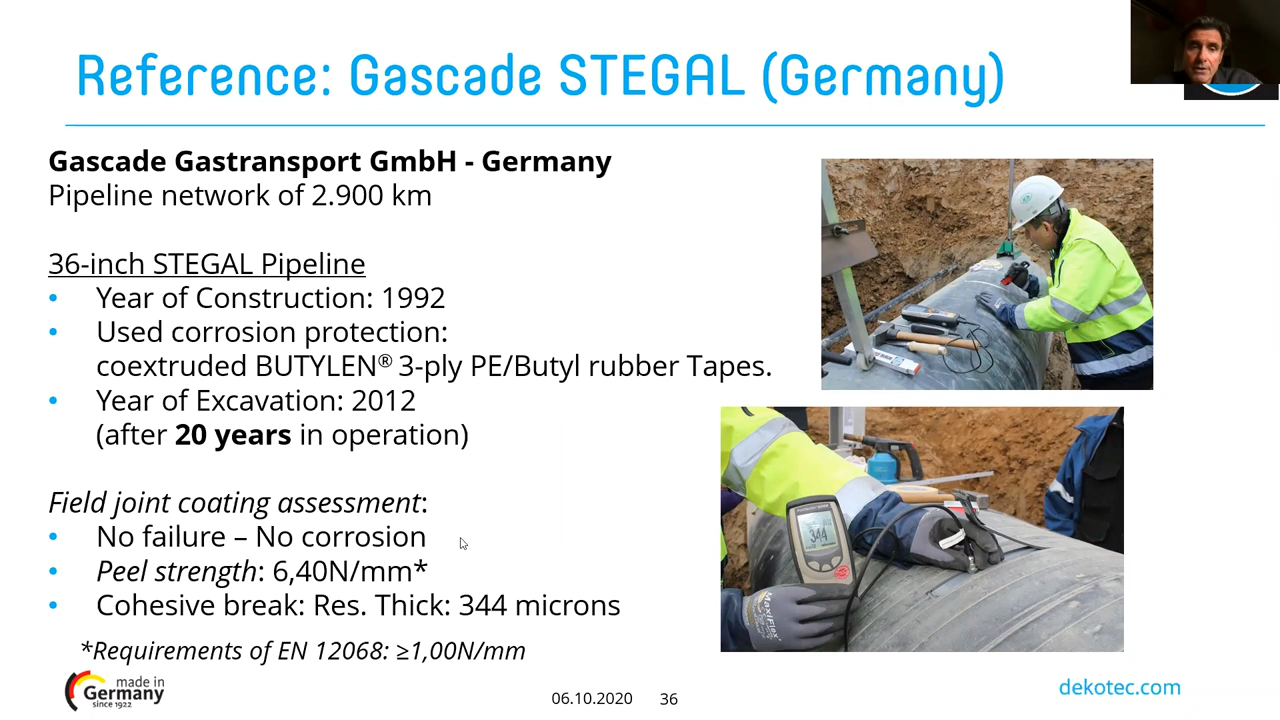 Reference: Gascade STEGAL (Germany)
Gascade Gastransport GmbH - Germany
Pipeline network of 2.900 km
36-inch STEGAL Pipeline
• Year of Construction: 1992
• Used corrosion protection:
coextruded BUTYLEN® 3-ply PE/Butyl rubber Tapes.
• Year of Excavation: 2012
(after 20 years in operation)
Field joint coating assessment:
• No failure – No corrosion
• Peel strength: 6,40N/mm*
• Cohesive break: Res. Thick: 344 microns
*Requirements of EN 12068: ≥1,00N/mm
344
MaxiFlex
made in
Germany
since 1922
06.10.2020
36
dekotec.com